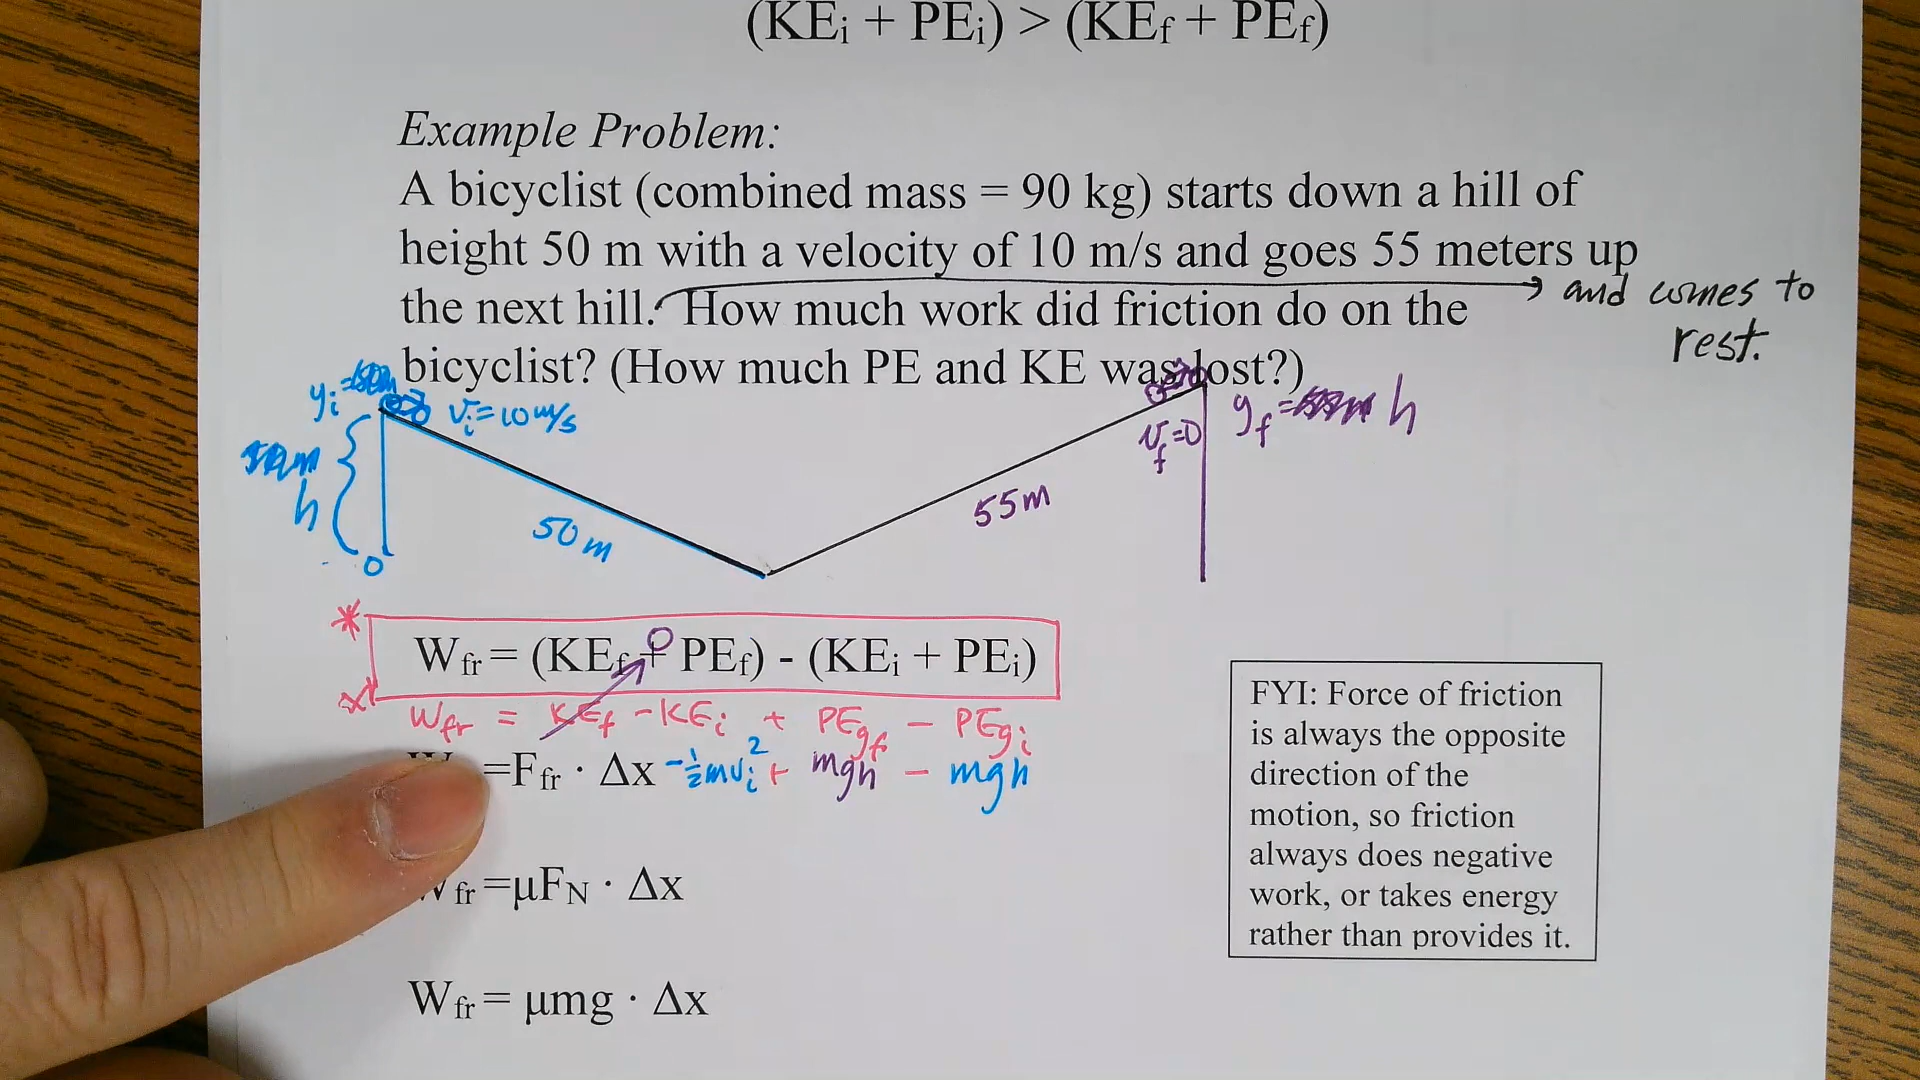 (KEi + PEi) > (KEf + PEf)
Example Problem:
A bicyclist (combined mass = 90 kg) starts down a hill of
height 50 m with a velocity of 10 m/s and goes 55 meters up
the next hill. How much work did friction do on the
and comes to
rest.
bicyclist? (How much PE and KE was lost?)
yi =
vi = 10 m/s
h
0
50 m
55 m
vf = 0
yf = h
Wfr = (KEf + PEf) - (KEi + PEi)
0
Wfr = KEf - KEi + PEgf - PEgi
=Ffr · Δx - ½mvi² + mgh - mgh
fr =μFN · Δx
Wfr = μmg · Δx
FYI: Force of friction
is always the opposite
direction of the
motion, so friction
always does negative
work, or takes energy
rather than provides it.